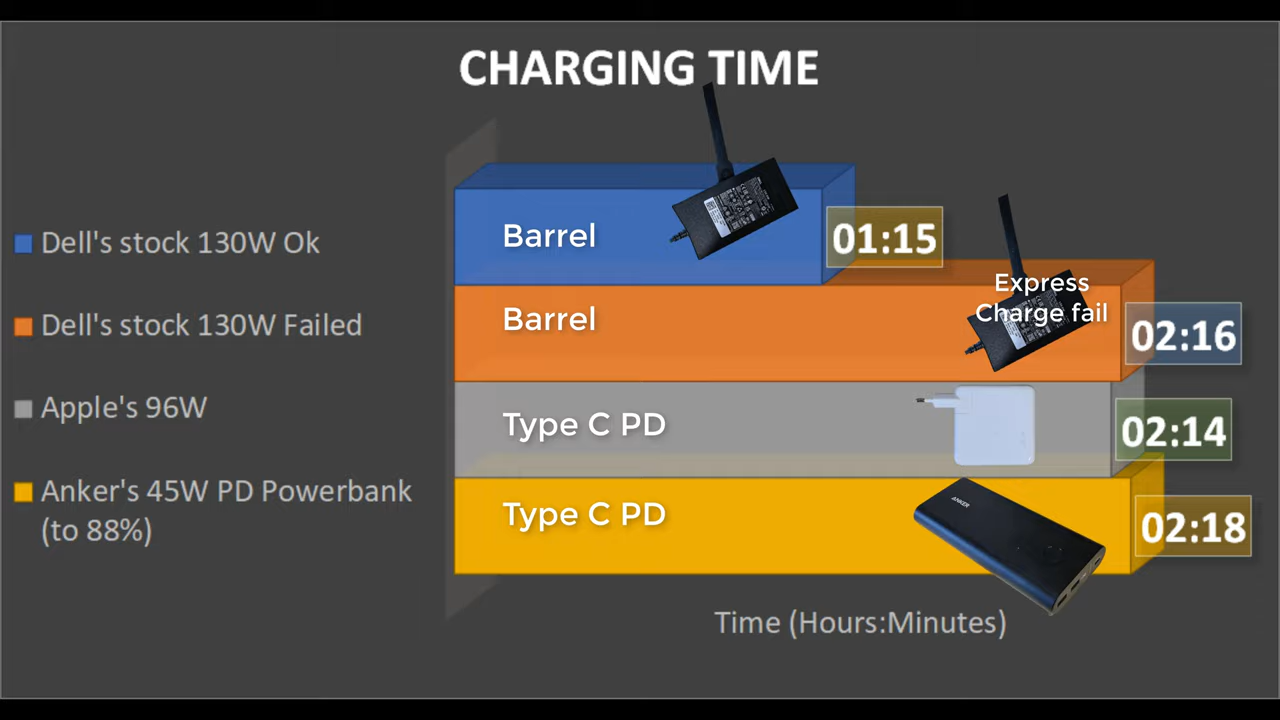 CHARGING TIME
Dell's stock 130W Ok
Dell's stock 130W Failed
Apple's 96W
Anker's 45W PD Powerbank
(to 88%)
Barrel
01:15
Barrel
Express
Charge fail
02:16
Type C PD
02:14
Type C PD
ANKER
02:18
Time (Hours:Minutes)